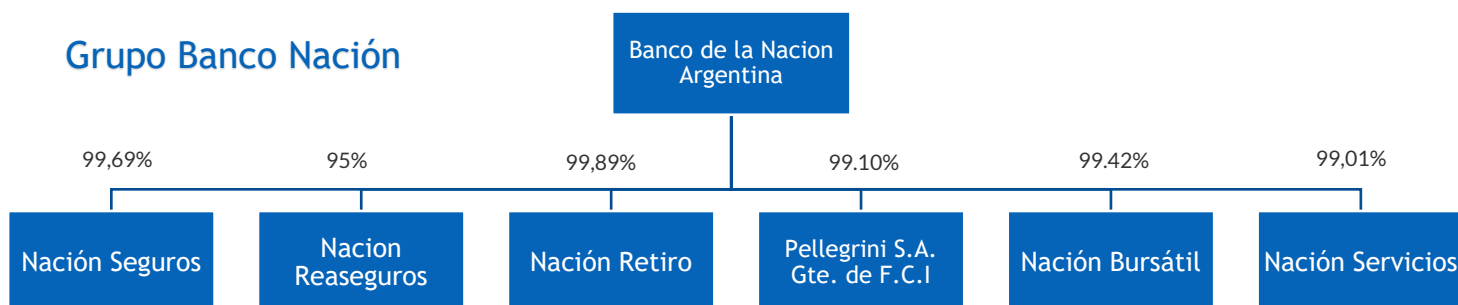 Grupo Banco Nación
Banco de la Nacion
Argentina
99,69%
95%
99,89%
99.10%
99.42%
99,01%
Nación Seguros
Nacion
Reaseguros
Nación Retiro
Pellegrini S.A.
Gte. de F.C.I
Nación Bursátil
Nación Servicios